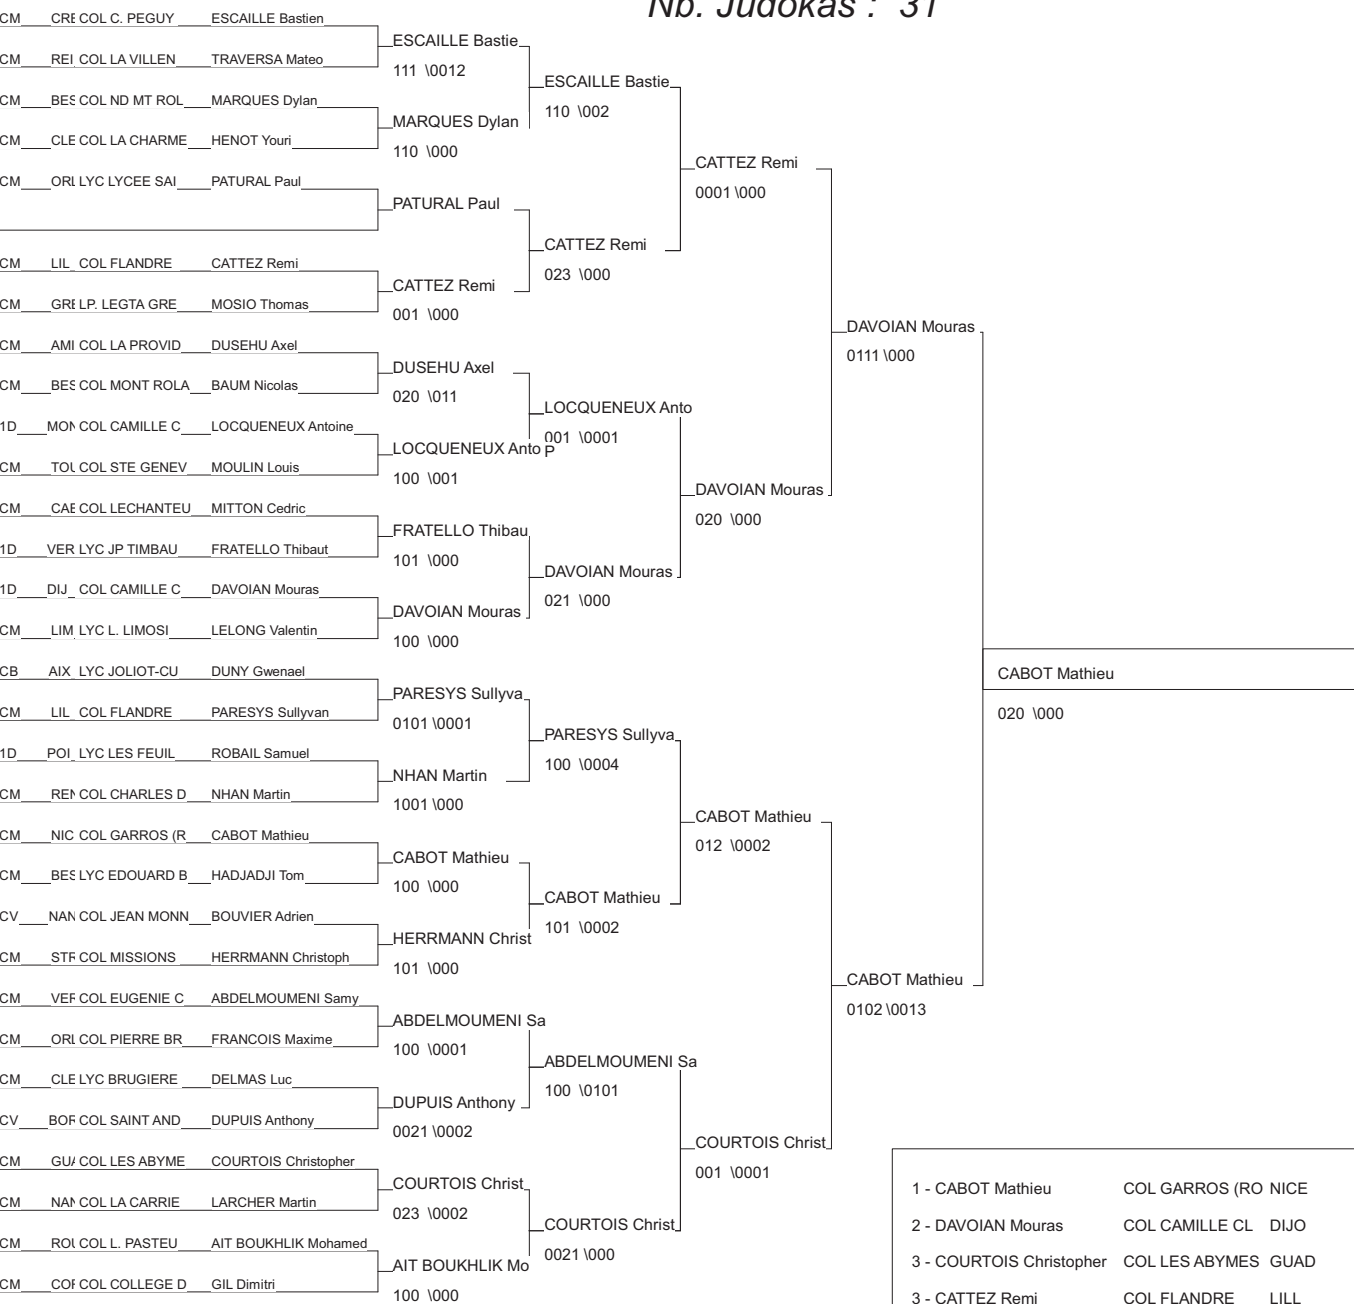 Nb. Judokas : 31
CM CRE COL C. PEGUY ESCAILLE Bastien
ESCAILLE Bastie
CM REI COL LA VILLEN TRAVERSA Mateo
111 \0012
ESCAILLE Bastie
CM BES COL ND MT ROL MARQUES Dylan
110 \002
MARQUES Dylan
CM CLE COL LA CHARME HENOT Youri
110 \000
CATTEZ Remi
CM ORL LYC LYCEE SAI PATURAL Paul
0001 \000
PATURAL Paul
CATTEZ Remi
CM LIL COL FLANDRE CATTEZ Remi
023 \000
CATTEZ Remi
CM GRE LP. LEGTA GRE MOSIO Thomas
001 \000
DAVOIAN Mouras
CM AMI COL LA PROVID DUSEHU Axel
0111 \000
DUSEHU Axel
CM BES COL MONT ROLA BAUM Nicolas
020 \011
LOCQUENEUX Anto
1D MON COL CAMILLE C LOCQUENEUX Antoine
001 \0001
LOCQUENEUX Anto P
CM TOU COL STE GENEV MOULIN Louis
100 \001
DAVOIAN Mouras
CM CAE COL LECHANTEU MITTON Cedric
020 \000
FRATELLO Thibau
1D VER LYC JP TIMBAU FRATELLO Thibaut
101 \000
DAVOIAN Mouras
1D DIJ COL CAMILLE C DAVOIAN Mouras
021 \000
DAVOIAN Mouras
CM LIM LYC L. LIMOSI LELONG Valentin
100 \000
CB AIX LYC JOLIOT-CU DUNY Gwenael
CABOT Mathieu
PARESYS Sullyva
CM LIL COL FLANDRE PARESYS Sullyvan
020 \000
0101 \0001
PARESYS Sullyva
1D POI LYC LES FEUIL ROBAIL Samuel
100 \0004
NHAN Martin
CM REN COL CHARLES D NHAN Martin
1001 \000
CABOT Mathieu
CM NIC COL GARROS (R CABOT Mathieu
012 \0002
CABOT Mathieu
CM BES LYC EDOUARD B HADJADJI Tom
100 \000
CABOT Mathieu
CV NAN COL JEAN MONN BOUVIER Adrien
101 \0002
HERRMANN Christ
CM STR COL MISSIONS HERRMANN Christoph
101 \000
CABOT Mathieu
CM VER COL EUGENIE C ABDELMOUMENI Samy
0102 \0013
ABDELMOUMENI Sa
CM ORL COL PIERRE BR FRANCOIS Maxime
100 \0001
ABDELMOUMENI Sa
CM CLE LYC BRUGIERE DELMAS Luc
100 \0101
DUPUIS Anthony
CV BOR COL SAINT AND DUPUIS Anthony
0021 \0002
COURTOIS Christ
CM GUA COL LES ABYME COURTOIS Christopher
001 \0001
COURTOIS Christ
CM NAN COL LA CARRIE LARCHER Martin
023 \0002
COURTOIS Christ
CM ROU COL L. PASTEU AIT BOUKHLIK Mohamed
0021 \000
AIT BOUKHLIK Mo
CM COR COL COLLEGE D GIL Dimitri
100 \000
1 - CABOT Mathieu COL GARROS (RO NICE
2 - DAVOIAN Mouras COL CAMILLE CL DIJO
3 - COURTOIS Christopher COL LES ABYMES GUAD
3 - CATTEZ Remi COL FLANDRE LILL